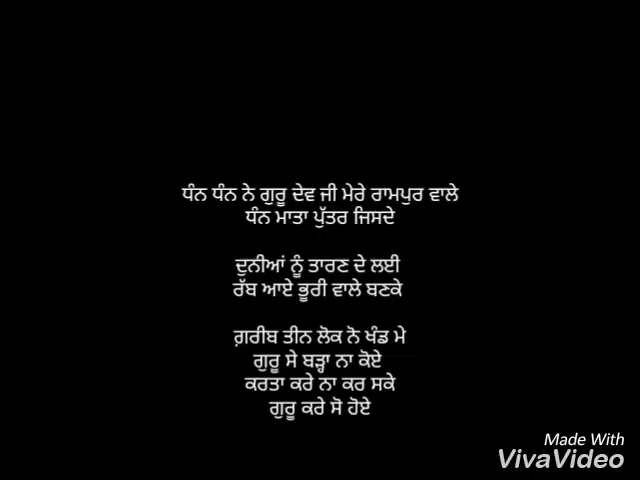 ਧੰਨ ਧੰਨ ਨੇ ਗੁਰੂ ਦੇਵ ਜੀ ਮੇਰੇ ਰਾਮਪੁਰ ਵਾਲੇ
ਧੰਨ ਮਾਤਾ ਪੁੱਤਰ ਜਿਸਦੇ
ਦੁਨੀਆਂ ਨੂੰ ਤਾਰਣ ਦੇ ਲਈ
ਰੱਬ ਆਏ ਭੂਰੀ ਵਾਲੇ ਬਣਕੇ
ਗ਼ਰੀਬ ਤੀਨ ਲੋਕ ਨੋ ਖੰਡ ਮੇ
ਗੁਰੂ ਸੇ ਬੜ੍ਹਾ ਨਾ ਕੋਏ
ਕਰਤਾ ਕਰੇ ਨਾ ਕਰ ਸਕੇ
ਗੁਰੂ ਕਰੇ ਸੋ ਹੋਏ
Made With
VivaVideo